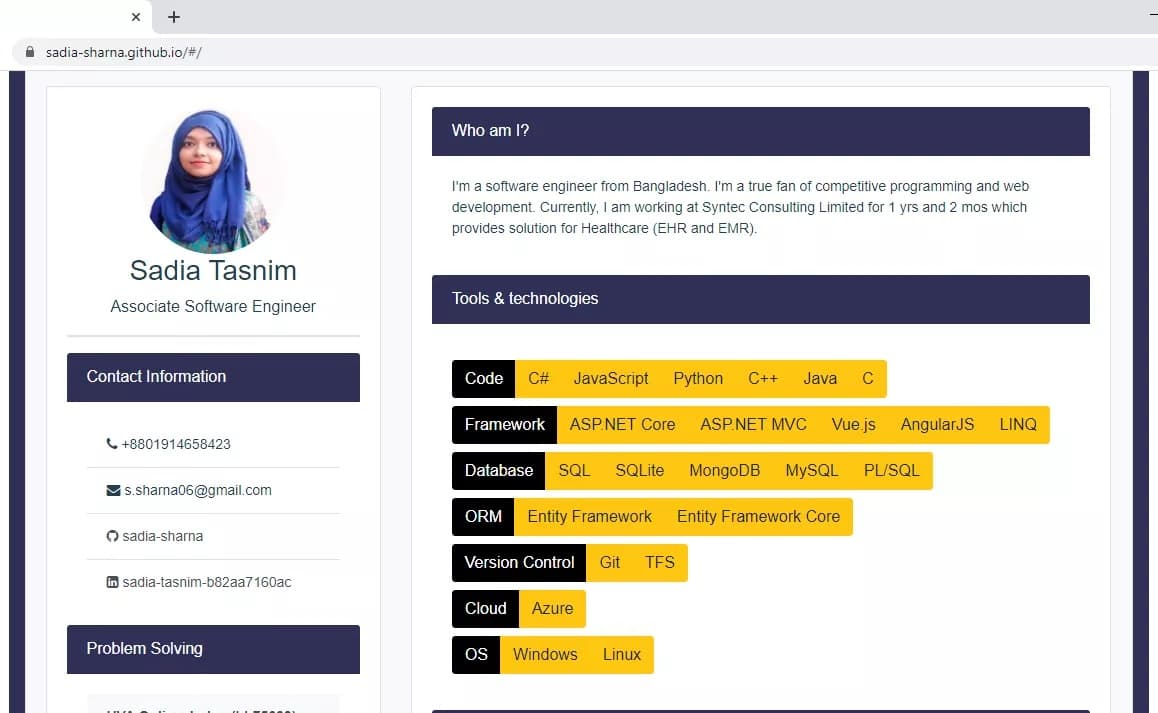 sadia-sharna.github.io/#/
Sadia Tasnim
Associate Software Engineer
Contact Information
+8801914658423
s.sharna06@gmail.com
sadia-sharna
sadia-tasnim-b82aa7160ac
Problem Solving
Who am I?
I'm a software engineer from Bangladesh. I'm a true fan of competitive programming and web
development. Currently, I am working at Syntec Consulting Limited for 1 yrs and 2 mos which
provides solution for Healthcare (EHR and EMR).
Tools & technologies
Code C# JavaScript Python C++ Java C
Framework ASP.NET Core ASP.NET MVC Vue.js AngularJS LINQ
Database SQL SQLite MongoDB MySQL PL/SQL
ORM Entity Framework Entity Framework Core
Version Control Git TFS
Cloud Azure
OS Windows Linux